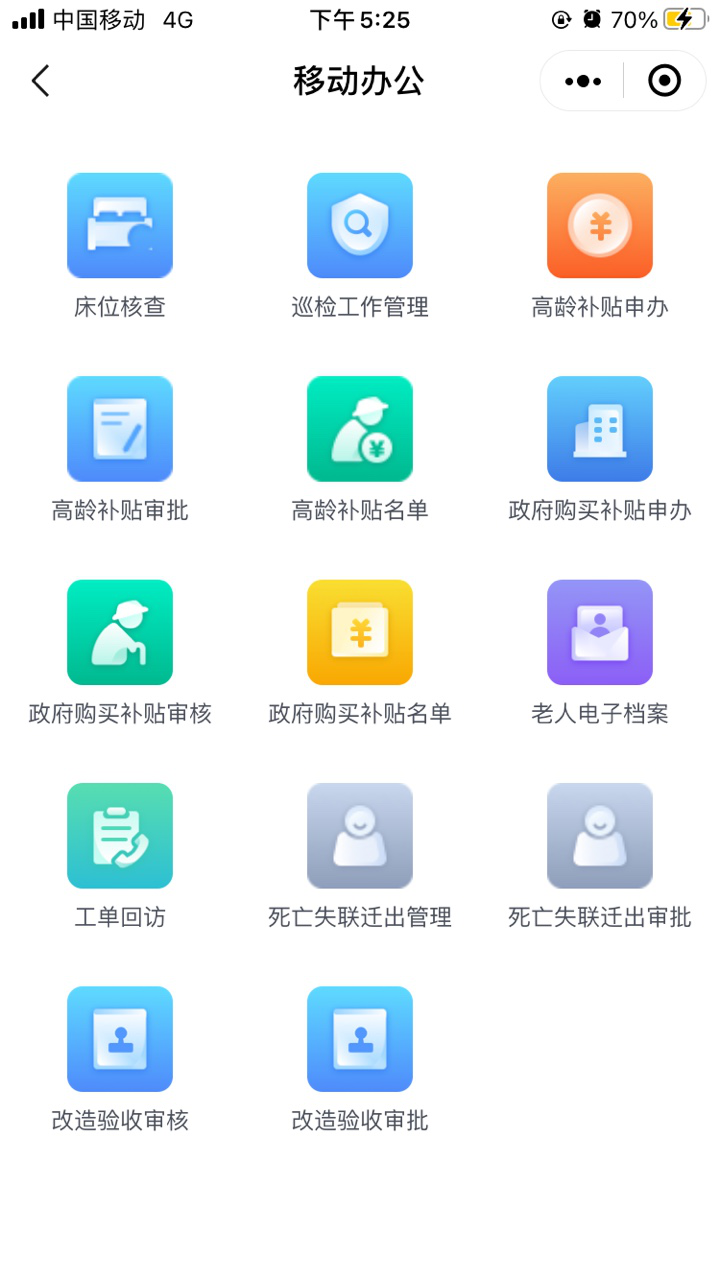 中国移动 4G 下午5:25 70%
移动办公
床位核查 巡检工作管理 高龄补贴申办
高龄补贴审批 高龄补贴名单 政府购买补贴申办
政府购买补贴审核 政府购买补贴名单 老人电子档案
工单回访 死亡失联迁出管理 死亡失联迁出审批
改造验收审核 改造验收审批